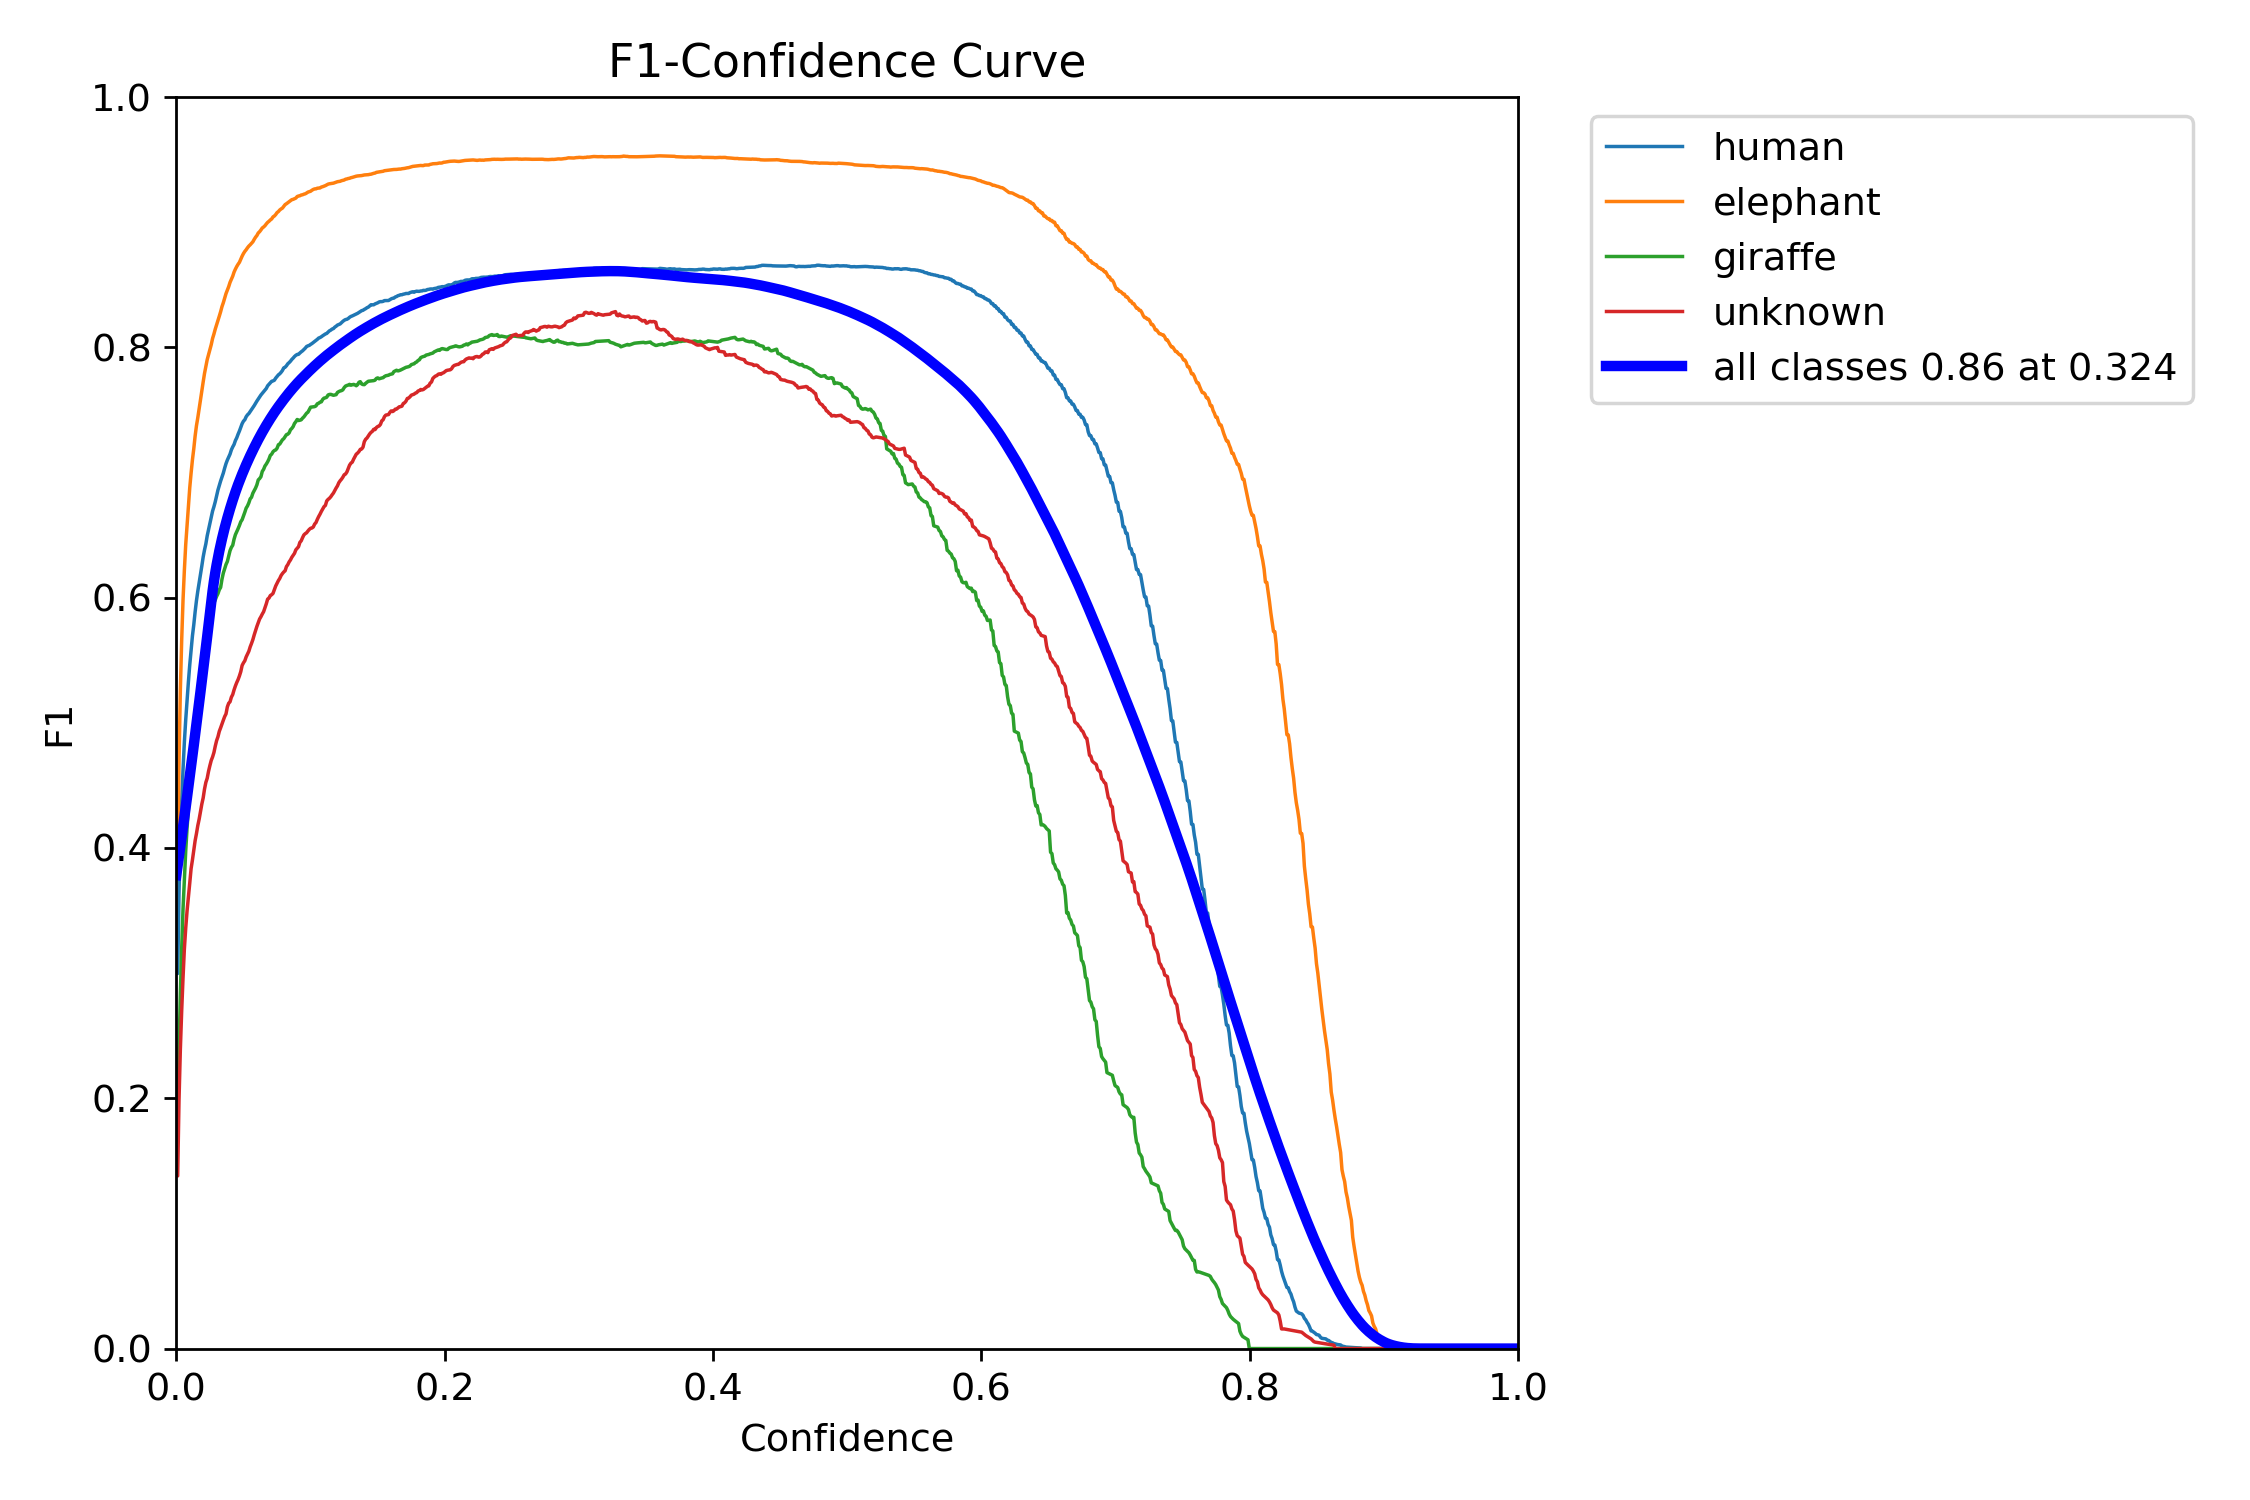 F1-Confidence Curve
1.0
0.8
0.6
0.4
0.2
0.0
F1
0.0 0.2 0.4 0.6 0.8 1.0
Confidence
human
elephant
giraffe
unknown
all classes 0.86 at 0.324